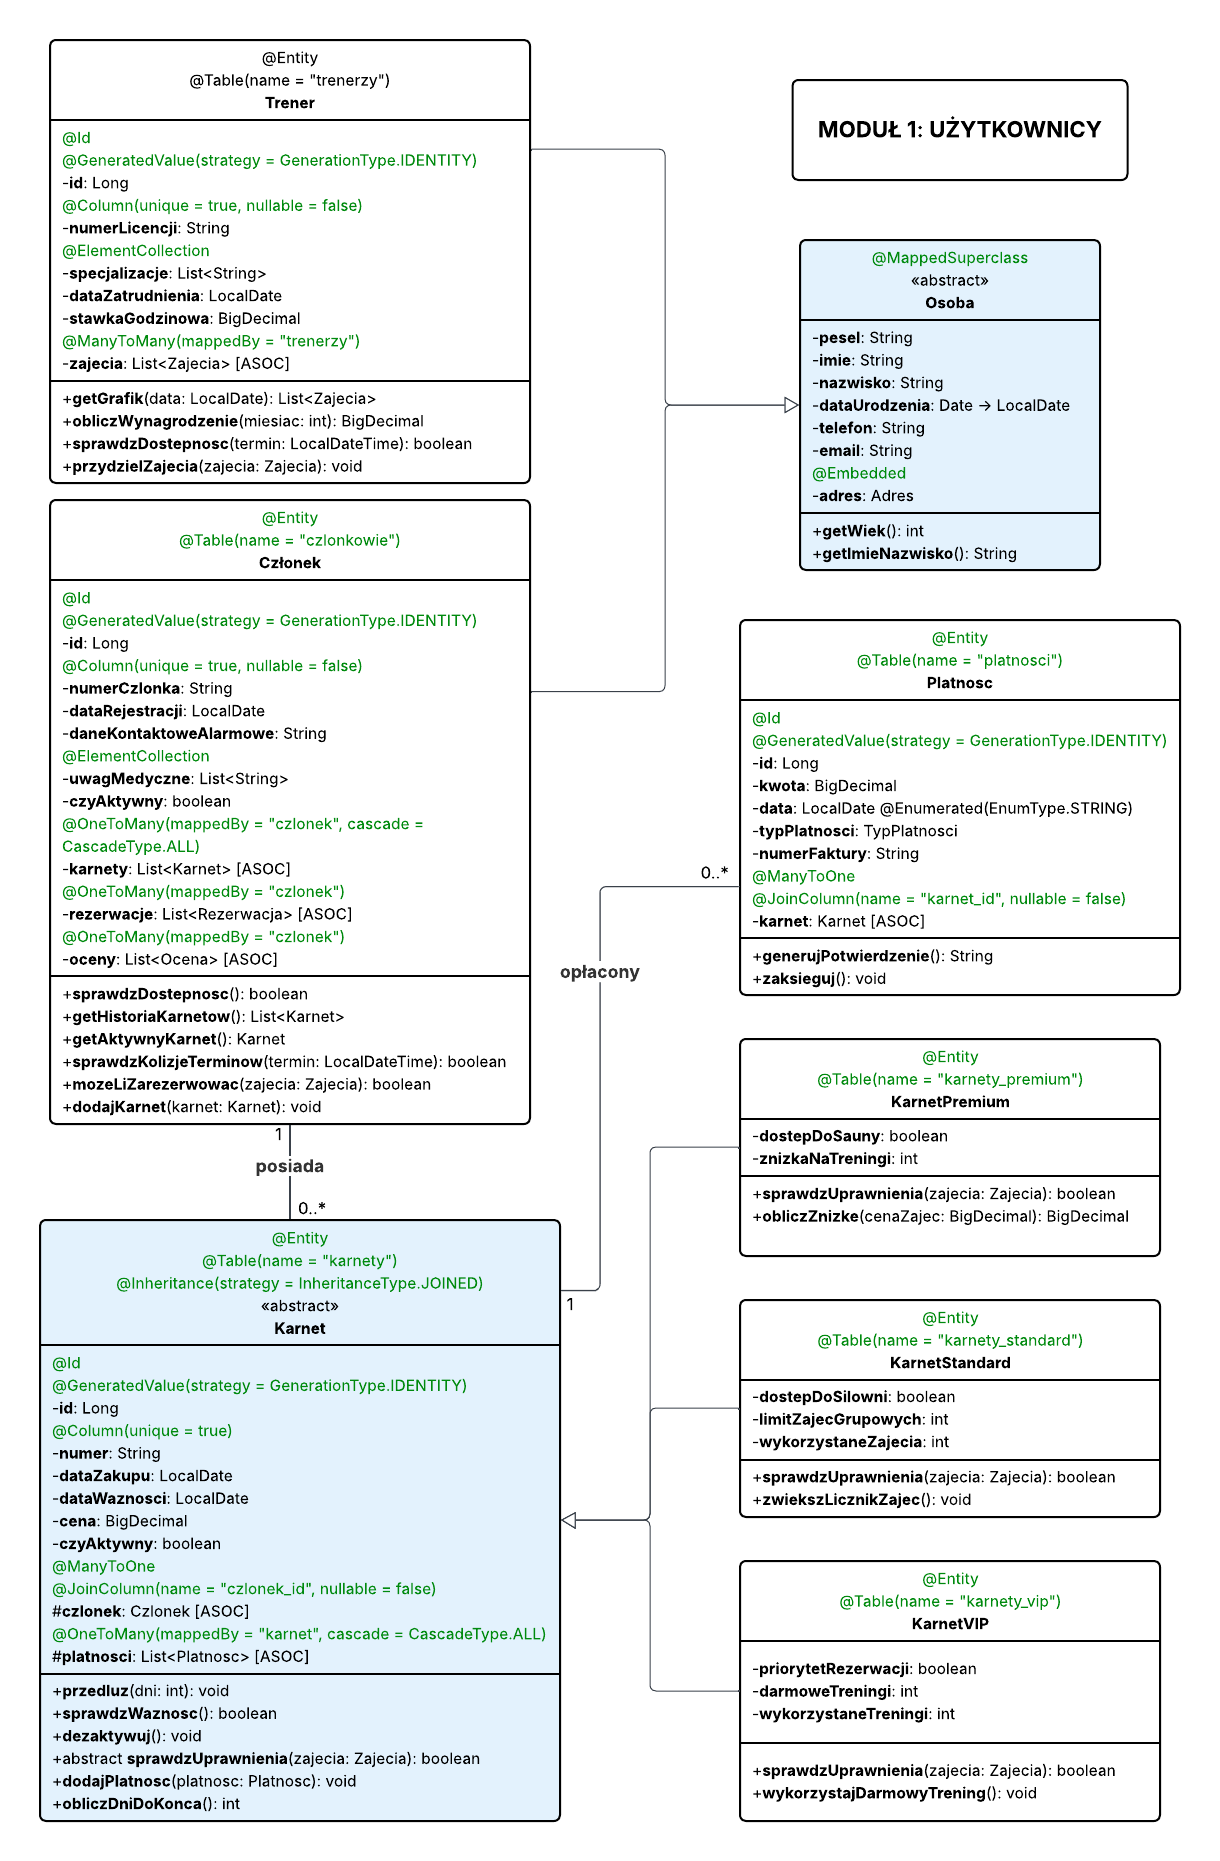 @Entity
@Table(name = "trenerzy")
Trener
@Id
@GeneratedValue(strategy = GenerationType.IDENTITY)
-id: Long
@Column(unique = true, nullable = false)
-numerLicencji: String
@ElementCollection
-specjalizacje: List<String>
-dataZatrudnienia: LocalDate
-stawkaGodzinowa: BigDecimal
@ManyToMany(mappedBy = "trenerzy")
-zajecia: List<Zajecia> [ASOC]
+getGrafik(data: LocalDate): List<Zajecia>
+obliczWynagrodzenie(miesiac: int): BigDecimal
+sprawdzDostepnosc(termin: LocalDateTime): boolean
+przydzielZajecia(zajecia: Zajecia): void
MODUŁ 1: UŻYTKOWNICY
@MappedSuperclass
«abstract»
Osoba
-pesel: String
-imie: String
-nazwisko: String
-dataUrodzenia: Date → LocalDate
-telefon: String
-email: String
@Embedded
-adres: Adres
+getWiek(): int
+getImieNazwisko(): String
@Entity
@Table(name = "czlonkowie")
Członek
@Id
@GeneratedValue(strategy = GenerationType.IDENTITY)
-id: Long
@Column(unique = true, nullable = false)
-numerCzlonka: String
-dataRejestracji: LocalDate
-daneKontaktoweAlarmowe: String
@ElementCollection
-uwagMedyczne: List<String>
-czyAktywny: boolean
@OneToMany(mappedBy = "czlonek", cascade =
CascadeType.ALL)
-karnety: List<Karnet> [ASOC]
@OneToMany(mappedBy = "czlonek")
-rezerwacje: List<Rezerwacja> [ASOC]
@OneToMany(mappedBy = "czlonek")
-oceny: List<Ocena> [ASOC]
+sprawdzDostepnosc(): boolean
+getHistoriaKarnetow(): List<Karnet>
+getAktywnyKarnet(): Karnet
+sprawdzKolizjeTerminow(termin: LocalDateTime): boolean
+mozeLiZarezerwowac(zajecia: Zajecia): boolean
+dodajKarnet(karnet: Karnet): void
@Entity
@Table(name = "platnosci")
Platnosc
@Id
@GeneratedValue(strategy = GenerationType.IDENTITY)
-id: Long
-kwota: BigDecimal
-data: LocalDate @Enumerated(EnumType.STRING)
-typPlatnosci: TypPlatnosci
-numerFaktury: String
@ManyToOne
@JoinColumn(name = "karnet_id", nullable = false)
-karnet: Karnet [ASOC]
+generujPotwierdzenie(): String
+zaksieguj(): void
0..*
opłacony
1
1
posiada
0..*
@Entity
@Table(name = "karnety")
@Inheritance(strategy = InheritanceType.JOINED)
«abstract»
Karnet
@Id
@GeneratedValue(strategy = GenerationType.IDENTITY)
-id: Long
@Column(unique = true)
-numer: String
-dataZakupu: LocalDate
-dataWaznosci: LocalDate
-cena: BigDecimal
-czyAktywny: boolean
@ManyToOne
@JoinColumn(name = "czlonek_id", nullable = false)
#czlonek: Czlonek [ASOC]
@OneToMany(mappedBy = "karnet", cascade = CascadeType.ALL)
#platnosci: List<Platnosc> [ASOC]
+przedluz(dni: int): void
+sprawdzWaznosc(): boolean
+dezaktywuj(): void
+abstract sprawdzUprawnienia(zajecia: Zajecia): boolean
+dodajPlatnosc(platnosc: Platnosc): void
+obliczDniDoKonca(): int
@Entity
@Table(name = "karnety_premium")
KarnetPremium
-dostepDoSauny: boolean
-znizkaNaTreningi: int
+sprawdzUprawnienia(zajecia: Zajecia): boolean
+obliczZnizke(cenaZajec: BigDecimal): BigDecimal
@Entity
@Table(name = "karnety_standard")
KarnetStandard
-dostepDoSilowni: boolean
-limitZajecGrupowych: int
-wykorzystaneZajecia: int
+sprawdzUprawnienia(zajecia: Zajecia): boolean
+zwiekszLicznikZajec(): void
@Entity
@Table(name = "karnety_vip")
KarnetVIP
-priorytetRezerwacji: boolean
-darmoweTreningi: int
-wykorzystaneTreningi: int
+sprawdzUprawnienia(zajecia: Zajecia): boolean
+wykorzystajDarmowyTrening(): void